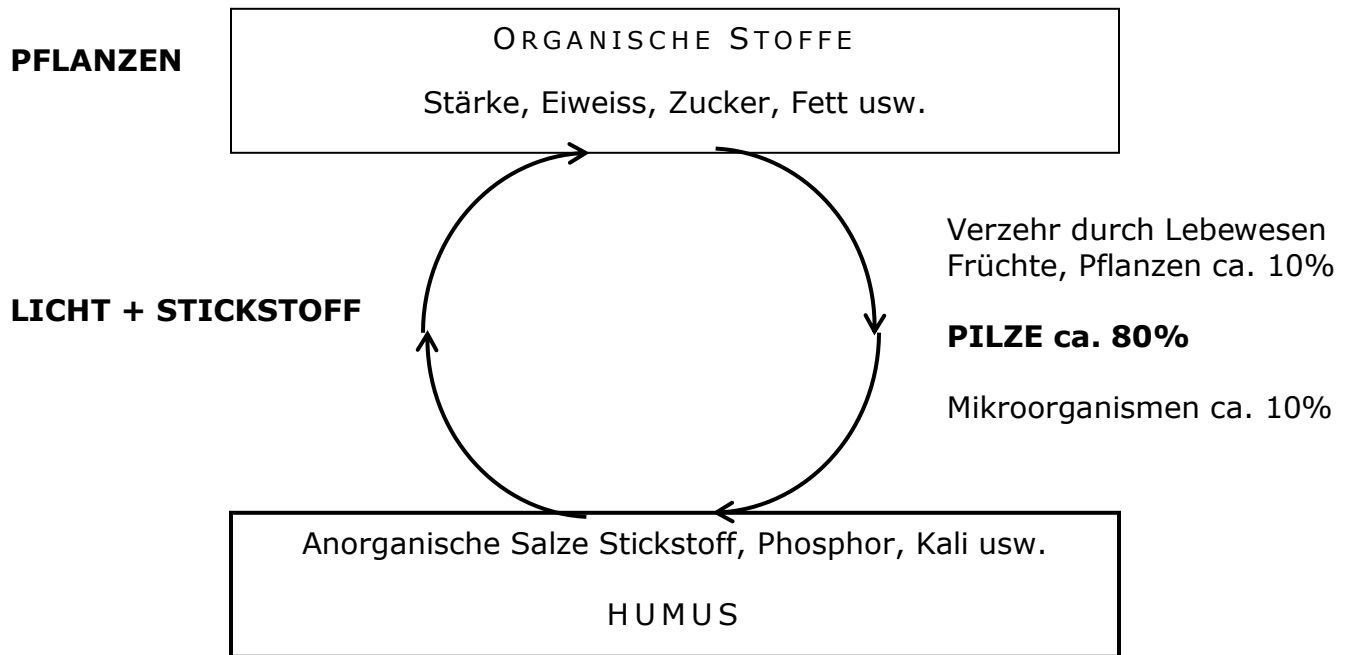 PFLANZEN
ORGANISCHE STOFFE
Stärke, Eiweiss, Zucker, Fett usw.
LICHT + STICKSTOFF
Verzehr durch Lebewesen
Früchte, Pflanzen ca. 10%
PILZE ca. 80%
Mikroorganismen ca. 10%
Anorganische Salze Stickstoff, Phosphor, Kali usw.
HUMUS